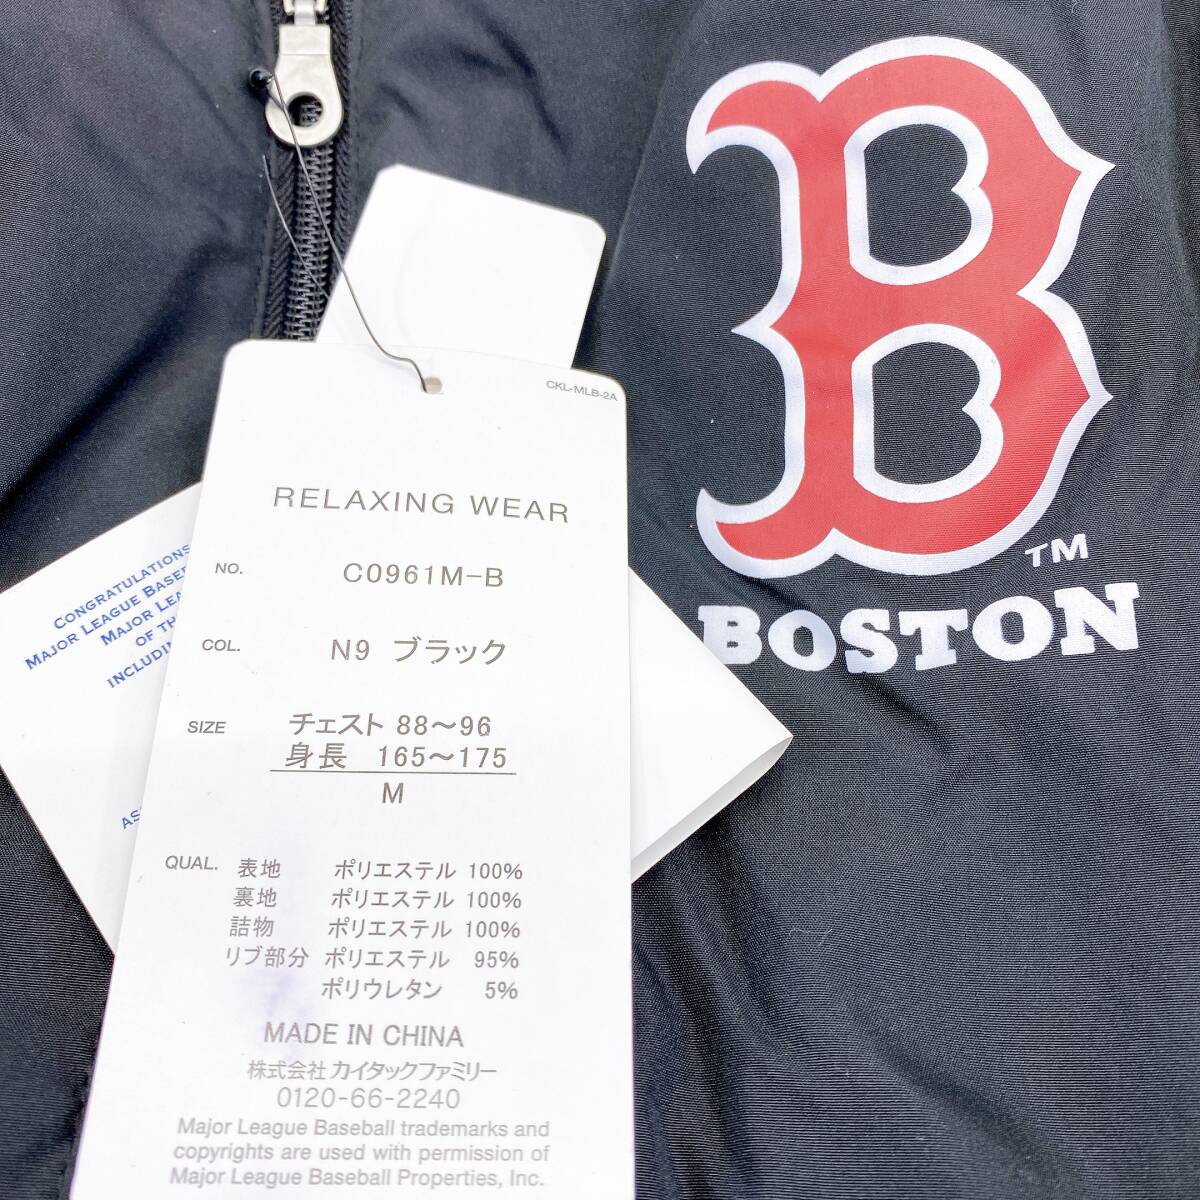 B
TM
BOSTON
CKL-MLB-2A
RELAXING WEAR
NO. C0961M-B
COL. N9 ブラック
SIZE チェスト 88～96
身長 165～175
M
QUAL. 表地 ポリエステル 100%
裏地 ポリエステル 100%
詰物 ポリエステル 100%
リブ部分 ポリエステル 95%
ポリウレタン 5%
MADE IN CHINA
株式会社 カイタックファミリー
0120-66-2240
Major League Baseball trademarks and
copyrights are used with permission of
Major League Baseball Properties, Inc.
CONGRATULATIONS
MAJOR LEAGUE
MAJOR
OF
INCLUDING